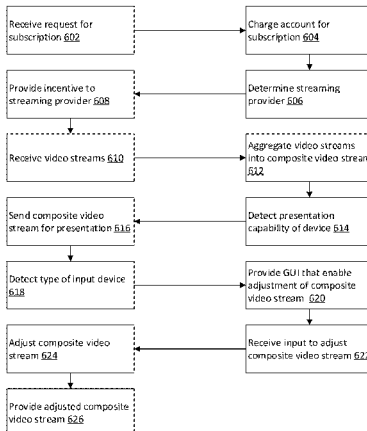 Receive request for
subscription 602
Charge account for
subscription 604
Provide incentive to
streaming provider 608
Determine streaming
provider 606
Receive video streams 610
Aggregate video streams
into composite video stream
612
Send composite video
stream for presentation 616
Detect presentation
capability of device 614
Detect type of input device
618
Provide GUI that enable
adjustment of composite
video stream 620
Adjust composite video
stream 624
Receive input to adjust
composite video stream 622
Provide adjusted composite
video stream 626